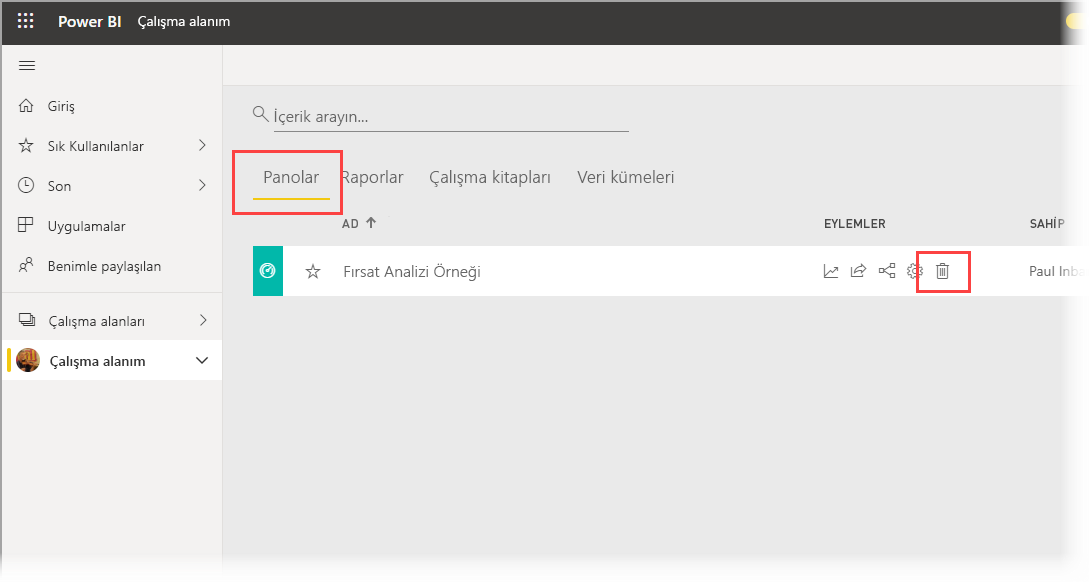 Power BI Çalışma alanım
Giriş
Sık Kullanılanlar
Son
Uygulamalar
Benimle paylaşılan
Çalışma alanları
Çalışma alanım
İçerik arayın...
Panolar Raporlar Çalışma kitapları Veri kümeleri
AD EYLEMLER SAHİP
Fırsat Analizi Örneği Paul Inba